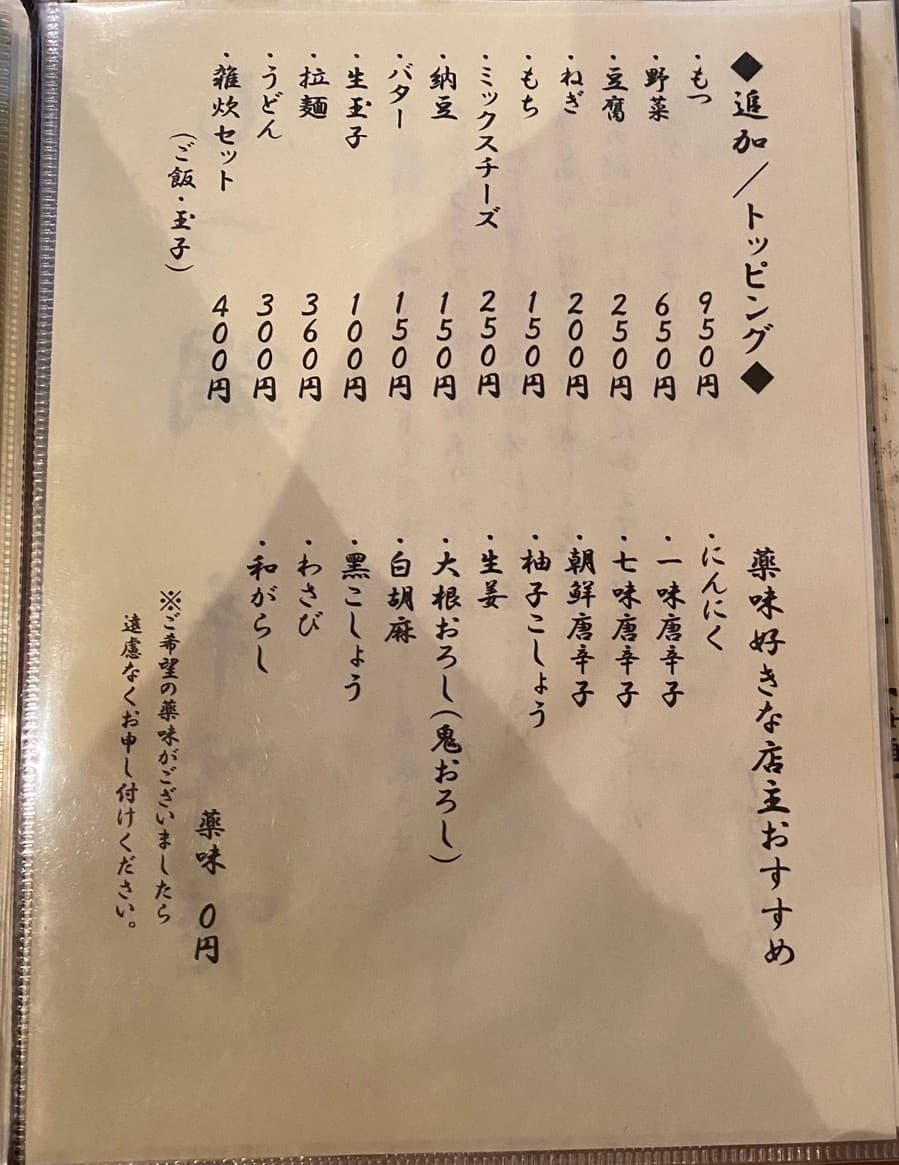 ◆追加／トッピング◆
・もつ 950円
・野菜 650円
・豆腐 250円
・ねぎ 200円
・もち 150円
・ミックスチーズ 250円
・納豆 150円
・バター 150円
・生玉子 100円
・拉麺 360円
・うどん 300円
・雑炊セット 400円
（ご飯・玉子）
薬味好きな店主おすすめ
・にんにく
・一味唐辛子
・七味唐辛子
・朝鮮唐辛子
・柚子こしょう
・生姜
・大根おろし（鬼おろし）
・白胡麻
・黒こしょう
・わさび
・和がらし
薬味 0円
※ご希望の薬味がございましたら
遠慮なくお申し付けください。